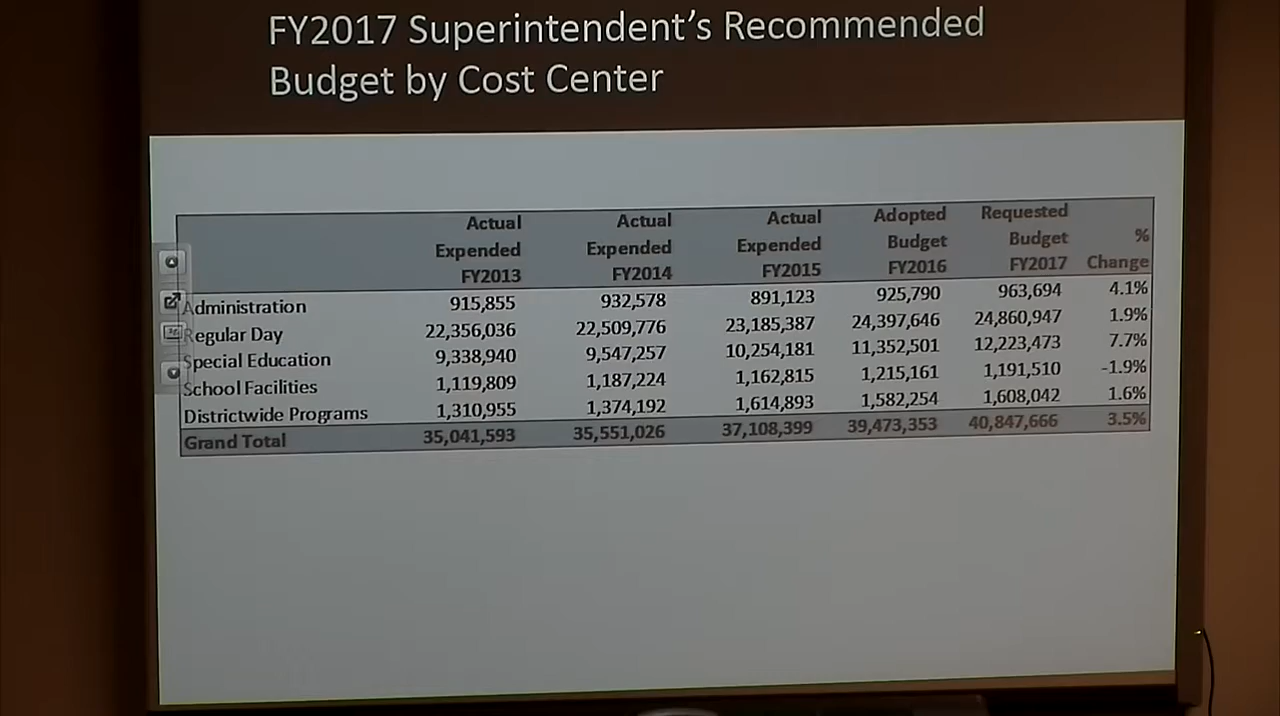 FY2017 Superintendent's Recommended
Budget by Cost Center
Actual Expended FY2013 Actual Expended FY2014 Actual Expended FY2015 Adopted Budget FY2016 Requested Budget FY2017 % Change
Administration 915,855 932,578 891,123 925,790 963,694 4.1%
Regular Day 22,356,036 22,509,776 23,185,387 24,397,646 24,860,947 1.9%
Special Education 9,338,940 9,547,257 10,254,181 11,352,501 12,223,473 7.7%
School Facilities 1,119,809 1,187,224 1,162,815 1,215,161 1,191,510 -1.9%
Districtwide Programs 1,310,955 1,374,192 1,614,893 1,582,254 1,608,042 1.6%
Grand Total 35,041,593 35,551,026 37,108,399 39,473,353 40,847,666 3.5%